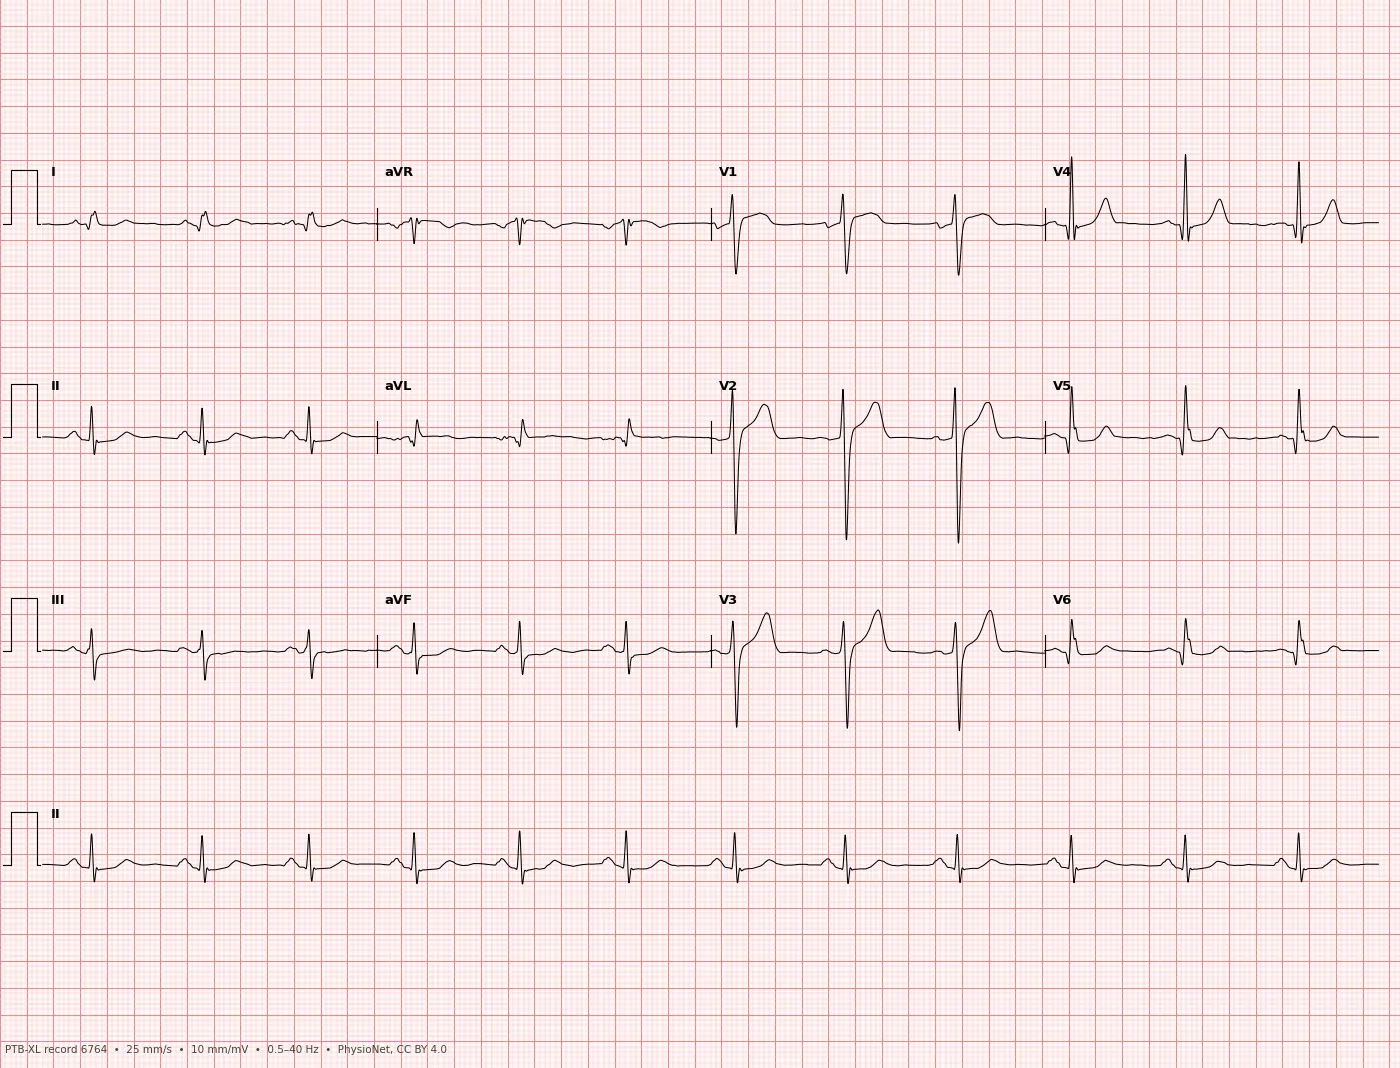 I aVR V1 V4
II aVL V2 V5
III aVF V3 V6
II
PTB-XL record 6764 • 25 mm/s • 10 mm/mV • 0.5–40 Hz • PhysioNet, CC BY 4.0